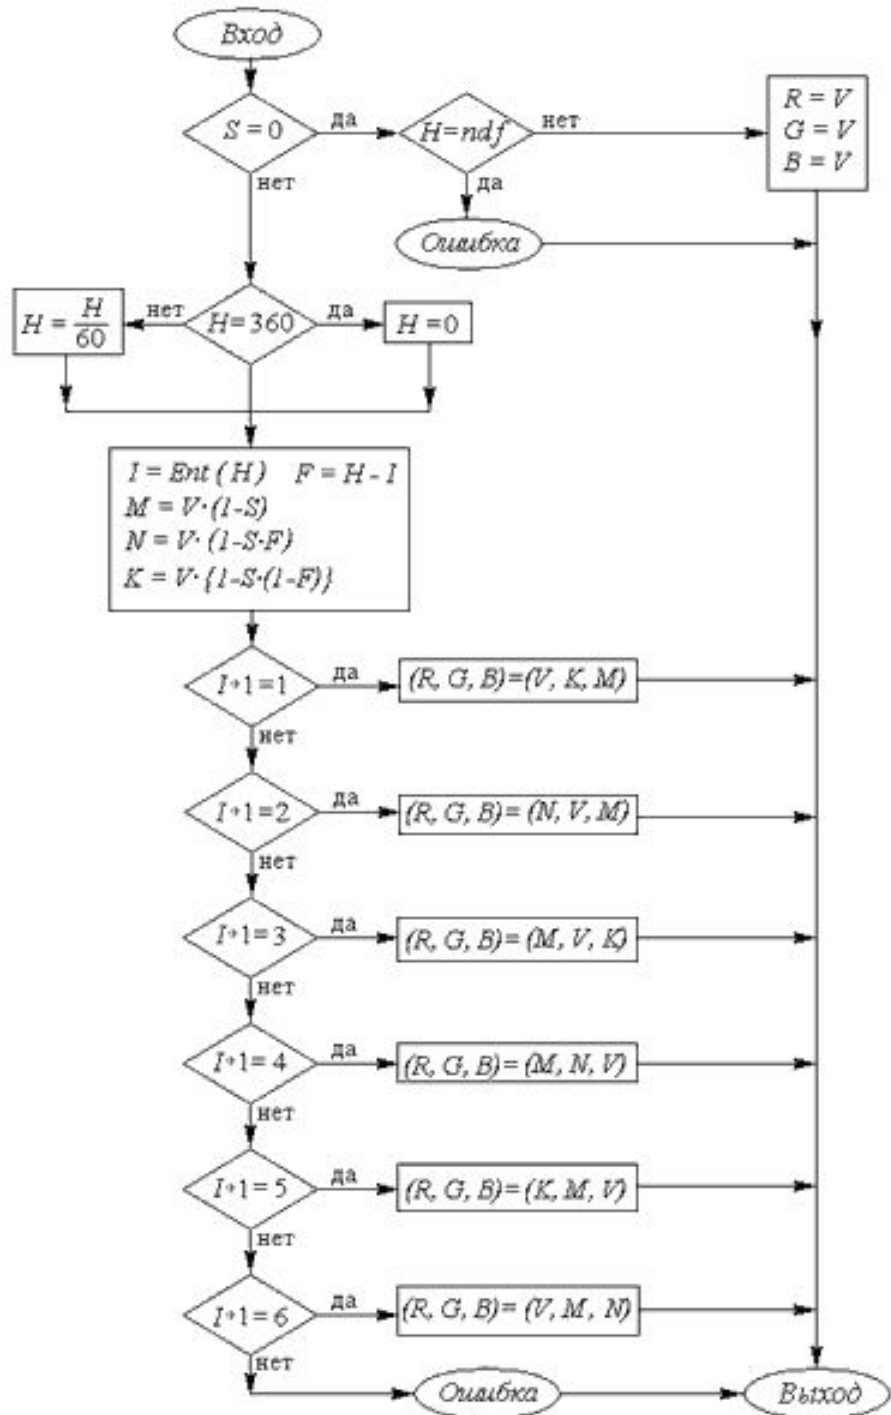 Вход
S = 0
да
H=ndf
нет
R = V
G = V
B = V
нет
да
Ошибка
H = H/60
нет
H=360
да
H=0
I = Ent (H) F = H - I
M = V·(1-S)
N = V· (1-S·F)
K = V· {1-S·(1-F)}
I+1=1
да
(R, G, B)=(V, K, M)
нет
I+1=2
да
(R, G, B)=(N, V, M)
нет
I+1=3
да
(R, G, B)=(M, V, K)
нет
I+1=4
да
(R, G, B)=(M, N, V)
нет
I+1=5
да
(R, G, B)=(K, M, V)
нет
I+1=6
да
(R, G, B)=(V, M, N)
нет
Ошибка
Выход